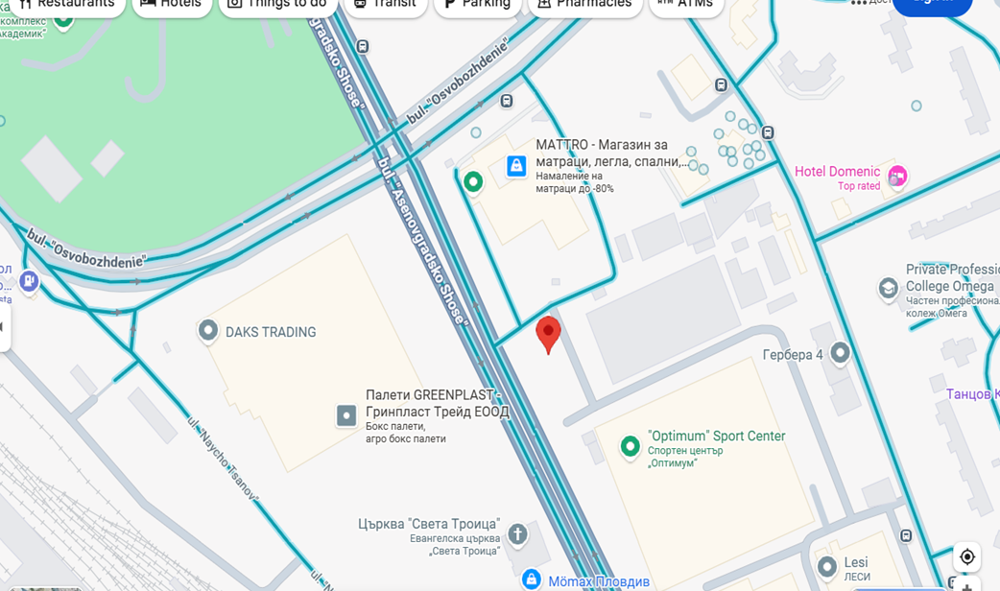 Restaurants
Hotels
Things to do
Transit
Parking
Pharmacies
ATMs
комплекс
Академик"
gradsko Shose"
bul. "Osvobozhdenie"
MATTRO - Магазин за
матраци, легла, спални,...
Намаление на
матраци до -80%
Hotel Domenic
Top rated
bul. "Asenovgradsko Shose"
bul. "Osvobozhdenie"
Private Professio
College Omega
Частен професиона
колеж Омега
DAKS TRADING
Гербера 4
Танцов К
Палети GREENPLAST -
Гринпласт Трейд ЕООД
Бокс палети,
агро бокс палети
"Optimum" Sport Center
Спортен център
„Оптимум“
ul. "Naycho Tsanov"
Църква "Света Троица"
Евангелска църква
„Света Троица“
Lesi
ЛЕСИ
Mömax Пловдив